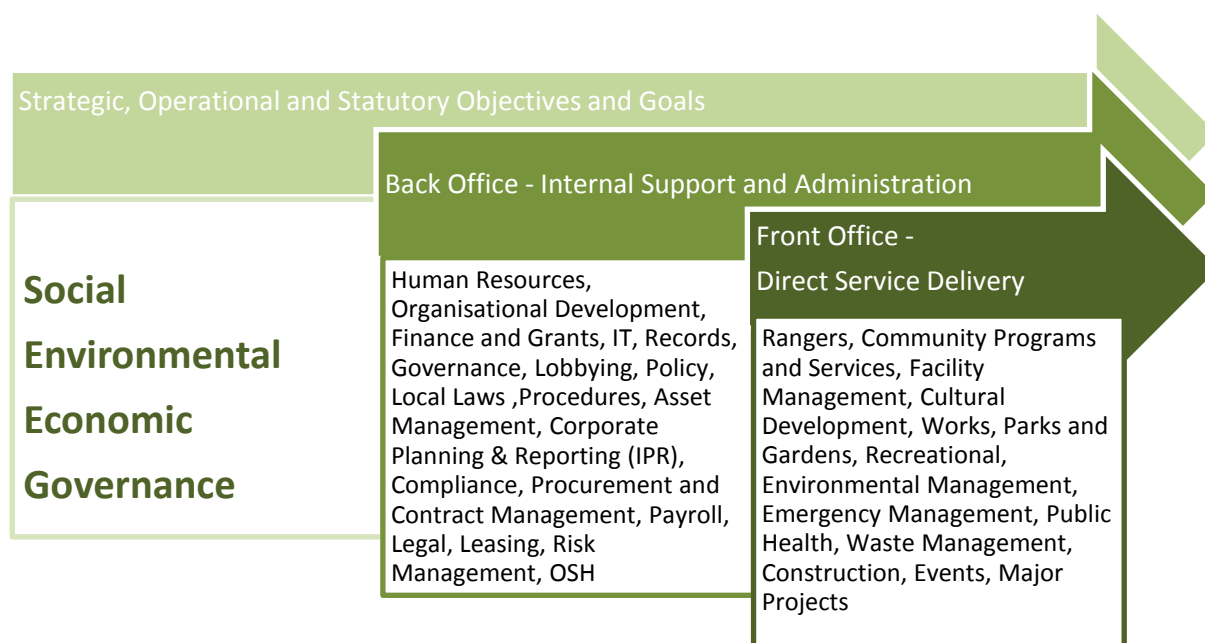 Strategic, Operational and Statutory Objectives and Goals
Social
Environmental
Economic
Governance
Back Office - Internal Support and Administration
Human Resources,
Organisational Development,
Finance and Grants, IT, Records,
Governance, Lobbying, Policy,
Local Laws ,Procedures, Asset
Management, Corporate
Planning & Reporting (IPR),
Compliance, Procurement and
Contract Management, Payroll,
Legal, Leasing, Risk
Management, OSH
Front Office -
Direct Service Delivery
Rangers, Community Programs
and Services, Facility
Management, Cultural
Development, Works, Parks and
Gardens, Recreational,
Environmental Management,
Emergency Management, Public
Health, Waste Management,
Construction, Events, Major
Projects